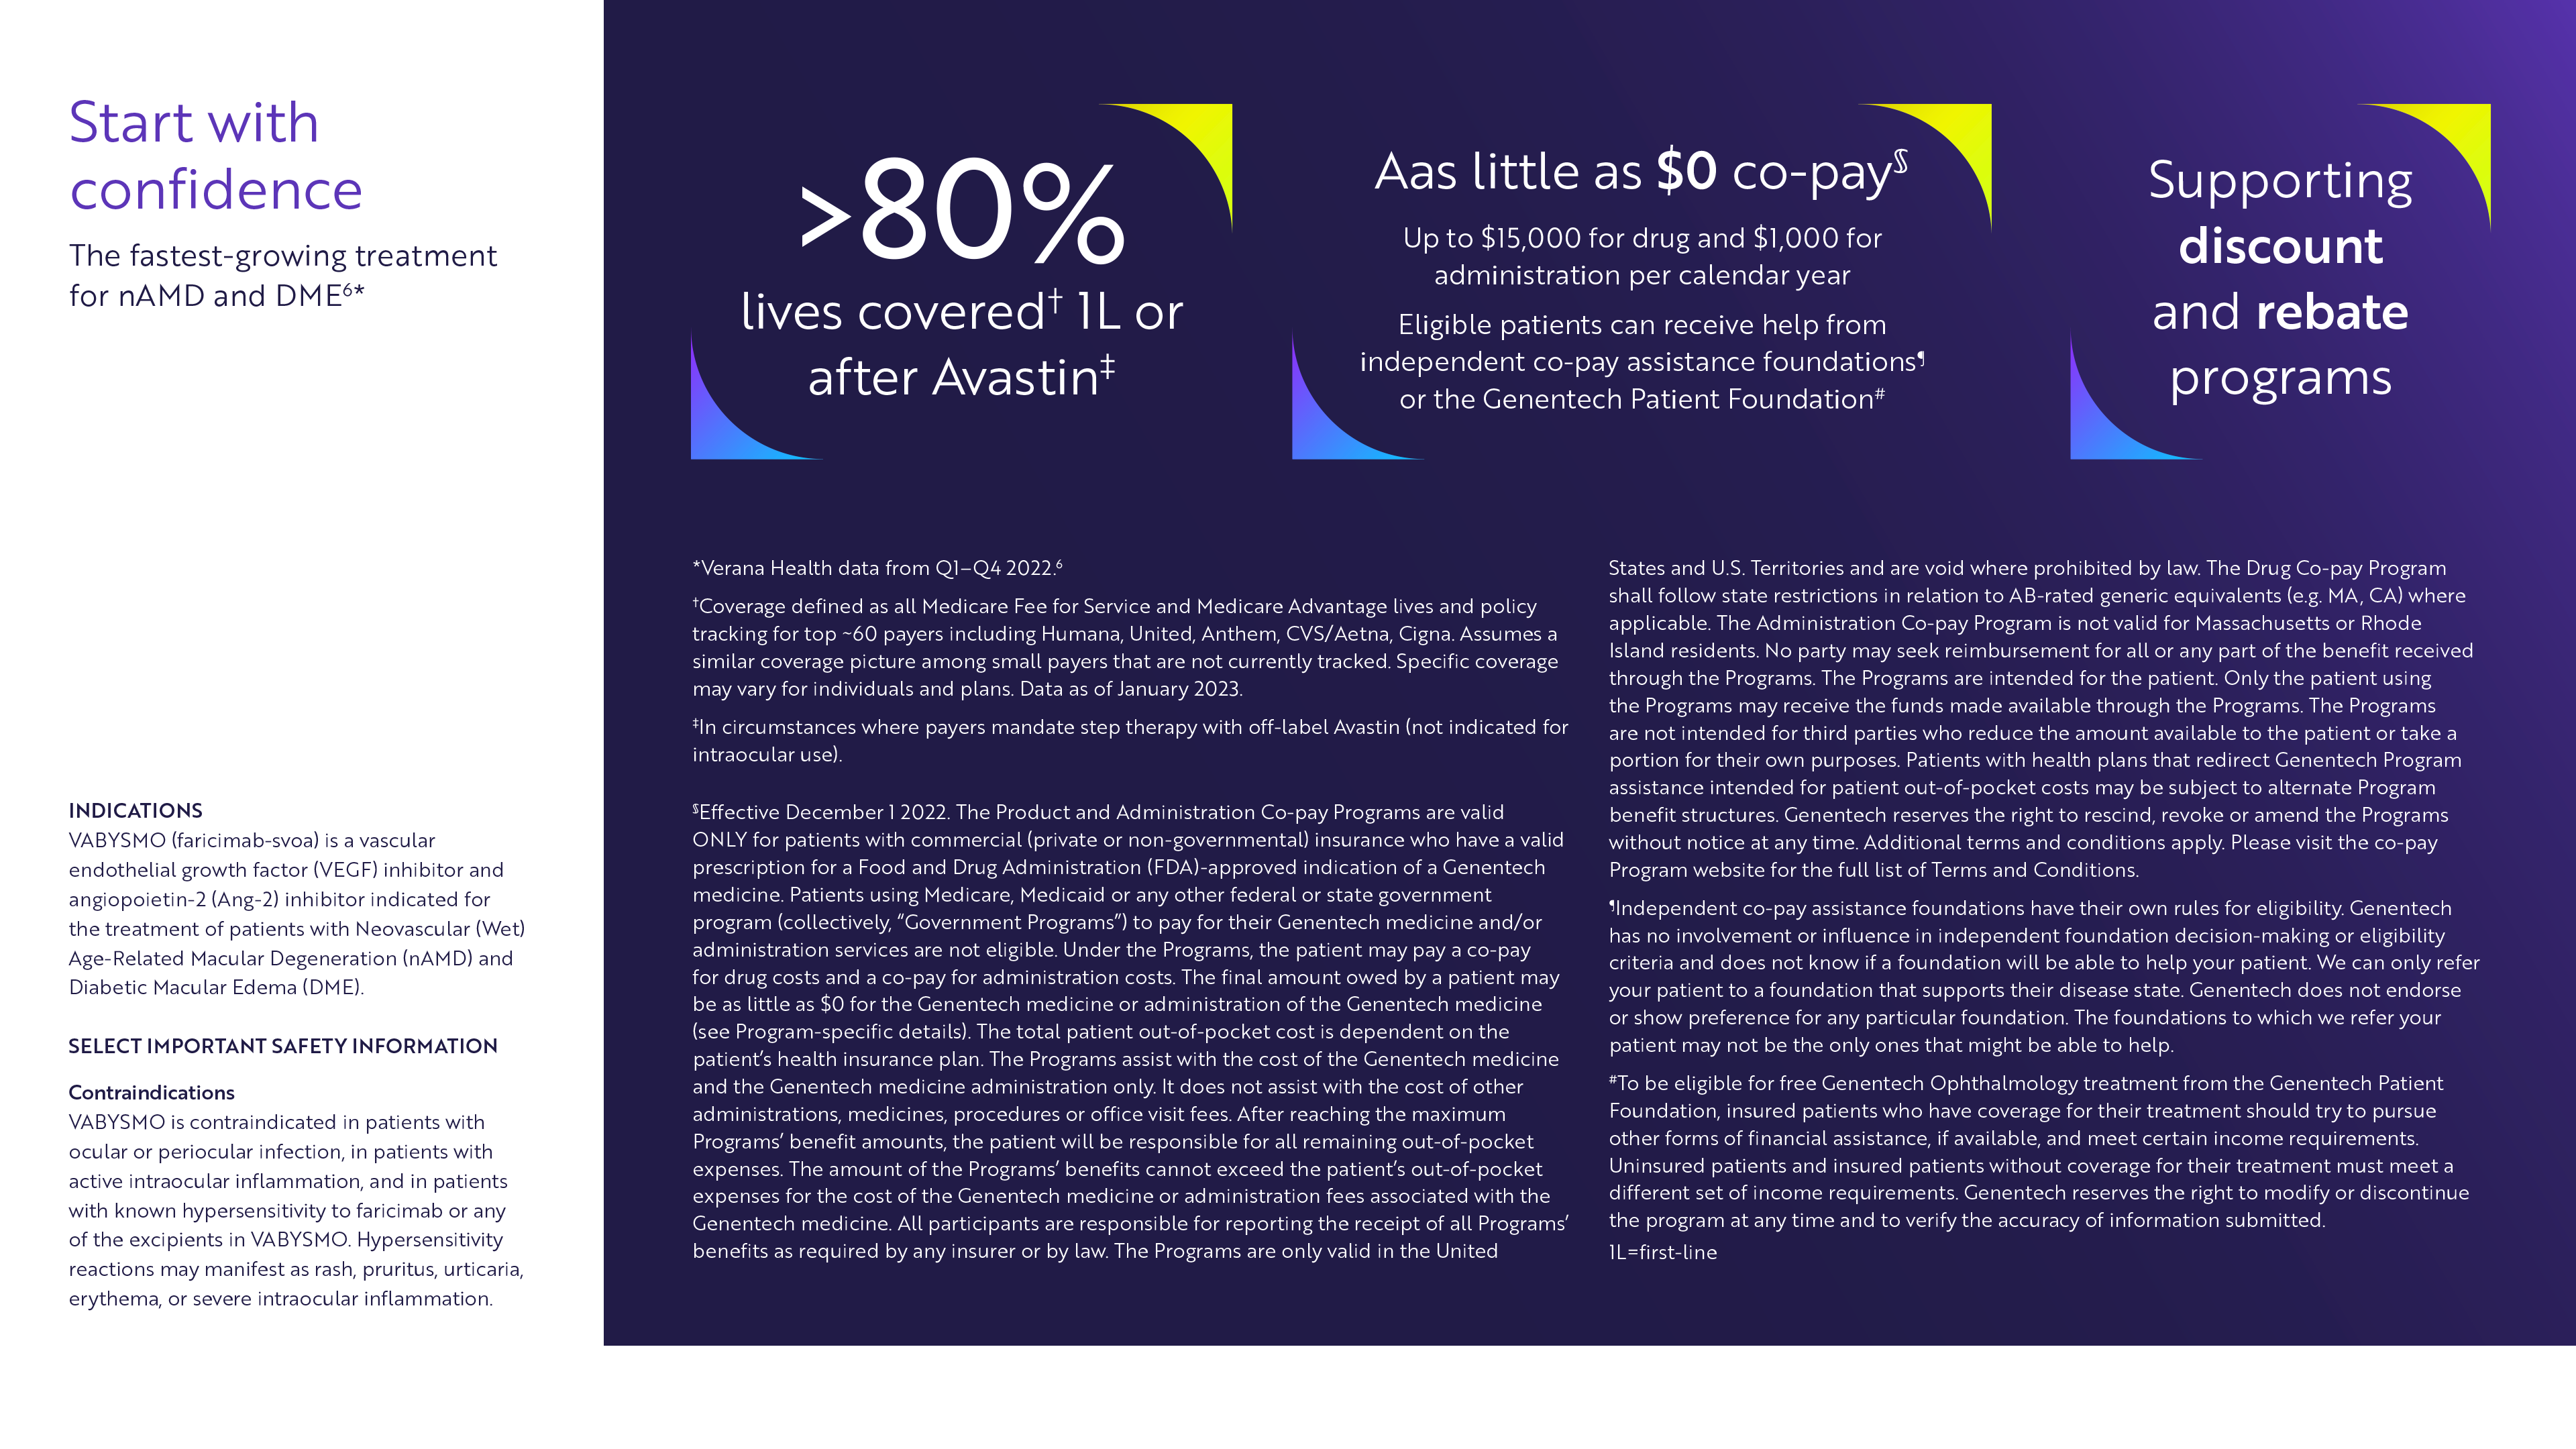 Start with
confidence
The fastest-growing treatment
for nAMD and DME⁶*
INDICATIONS
VABYSMO (faricimab-svoa) is a vascular
endothelial growth factor (VEGF) inhibitor and
angiopoietin-2 (Ang-2) inhibitor indicated for
the treatment of patients with Neovascular (Wet)
Age-Related Macular Degeneration (nAMD) and
Diabetic Macular Edema (DME).
SELECT IMPORTANT SAFETY INFORMATION
Contraindications
VABYSMO is contraindicated in patients with
ocular or periocular infection, in patients with
active intraocular inflammation, and in patients
with known hypersensitivity to faricimab or any
of the excipients in VABYSMO. Hypersensitivity
reactions may manifest as rash, pruritus, urticaria,
erythema, or severe intraocular inflammation.
>80%
lives covered† 1L or
after Avastin‡
Aas little as $0 co-pay§
Up to $15,000 for drug and $1,000 for
administration per calendar year
Eligible patients can receive help from
independent co-pay assistance foundations¶
or the Genentech Patient Foundation#
Supporting
discount
and rebate
programs
*Verana Health data from Q1–Q4 2022.⁶
†Coverage defined as all Medicare Fee for Service and Medicare Advantage lives and policy
tracking for top ~60 payers including Humana, United, Anthem, CVS/Aetna, Cigna. Assumes a
similar coverage picture among small payers that are not currently tracked. Specific coverage
may vary for individuals and plans. Data as of January 2023.
‡In circumstances where payers mandate step therapy with off-label Avastin (not indicated for
intraocular use).
§Effective December 1 2022. The Product and Administration Co-pay Programs are valid
ONLY for patients with commercial (private or non-governmental) insurance who have a valid
prescription for a Food and Drug Administration (FDA)-approved indication of a Genentech
medicine. Patients using Medicare, Medicaid or any other federal or state government
program (collectively, “Government Programs”) to pay for their Genentech medicine and/or
administration services are not eligible. Under the Programs, the patient may pay a co-pay
for drug costs and a co-pay for administration costs. The final amount owed by a patient may
be as little as $0 for the Genentech medicine or administration of the Genentech medicine
(see Program-specific details). The total patient out-of-pocket cost is dependent on the
patient’s health insurance plan. The Programs assist with the cost of the Genentech medicine
and the Genentech medicine administration only. It does not assist with the cost of other
administrations, medicines, procedures or office visit fees. After reaching the maximum
Programs’ benefit amounts, the patient will be responsible for all remaining out-of-pocket
expenses. The amount of the Programs’ benefits cannot exceed the patient’s out-of-pocket
expenses for the cost of the Genentech medicine or administration fees associated with the
Genentech medicine. All participants are responsible for reporting the receipt of all Programs’
benefits as required by any insurer or by law. The Programs are only valid in the United
States and U.S. Territories and are void where prohibited by law. The Drug Co-pay Program
shall follow state restrictions in relation to AB-rated generic equivalents (e.g. MA, CA) where
applicable. The Administration Co-pay Program is not valid for Massachusetts or Rhode
Island residents. No party may seek reimbursement for all or any part of the benefit received
through the Programs. The Programs are intended for the patient. Only the patient using
the Programs may receive the funds made available through the Programs. The Programs
are not intended for third parties who reduce the amount available to the patient or take a
portion for their own purposes. Patients with health plans that redirect Genentech Program
assistance intended for patient out-of-pocket costs may be subject to alternate Program
benefit structures. Genentech reserves the right to rescind, revoke or amend the Programs
without notice at any time. Additional terms and conditions apply. Please visit the co-pay
Program website for the full list of Terms and Conditions.
¶Independent co-pay assistance foundations have their own rules for eligibility. Genentech
has no involvement or influence in independent foundation decision-making or eligibility
criteria and does not know if a foundation will be able to help your patient. We can only refer
your patient to a foundation that supports their disease state. Genentech does not endorse
or show preference for any particular foundation. The foundations to which we refer your
patient may not be the only ones that might be able to help.
#To be eligible for free Genentech Ophthalmology treatment from the Genentech Patient
Foundation, insured patients who have coverage for their treatment should try to pursue
other forms of financial assistance, if available, and meet certain income requirements.
Uninsured patients and insured patients without coverage for their treatment must meet a
different set of income requirements. Genentech reserves the right to modify or discontinue
the program at any time and to verify the accuracy of information submitted.
1L=first-line